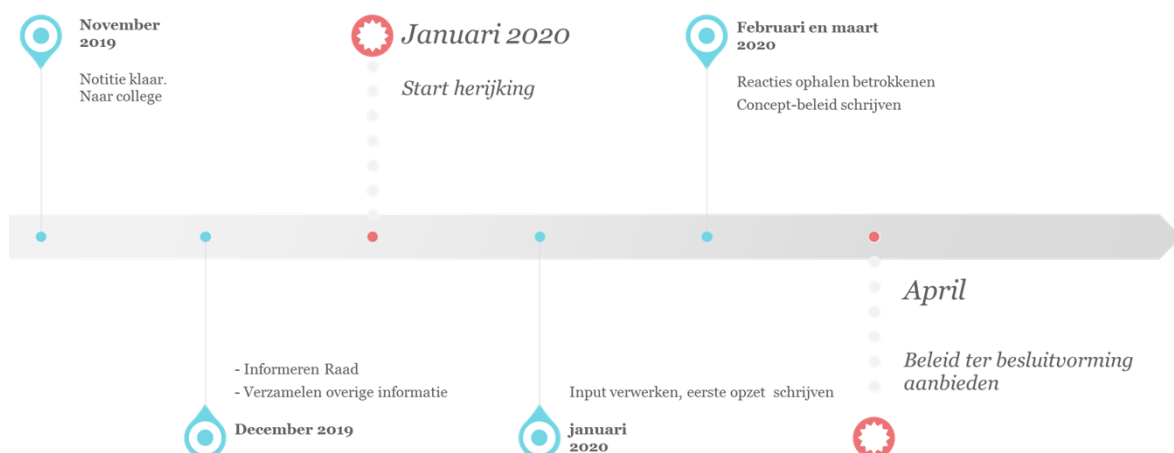 November
2019
Notitie klaar.
Naar college
- Informeren Raad
- Verzamelen overige informatie
December 2019
Januari 2020
Start herijking
Input verwerken, eerste opzet schrijven
januari
2020
Februari en maart
2020
Reacties ophalen betrokkenen
Concept-beleid schrijven
April
Beleid ter besluitvorming
aanbieden